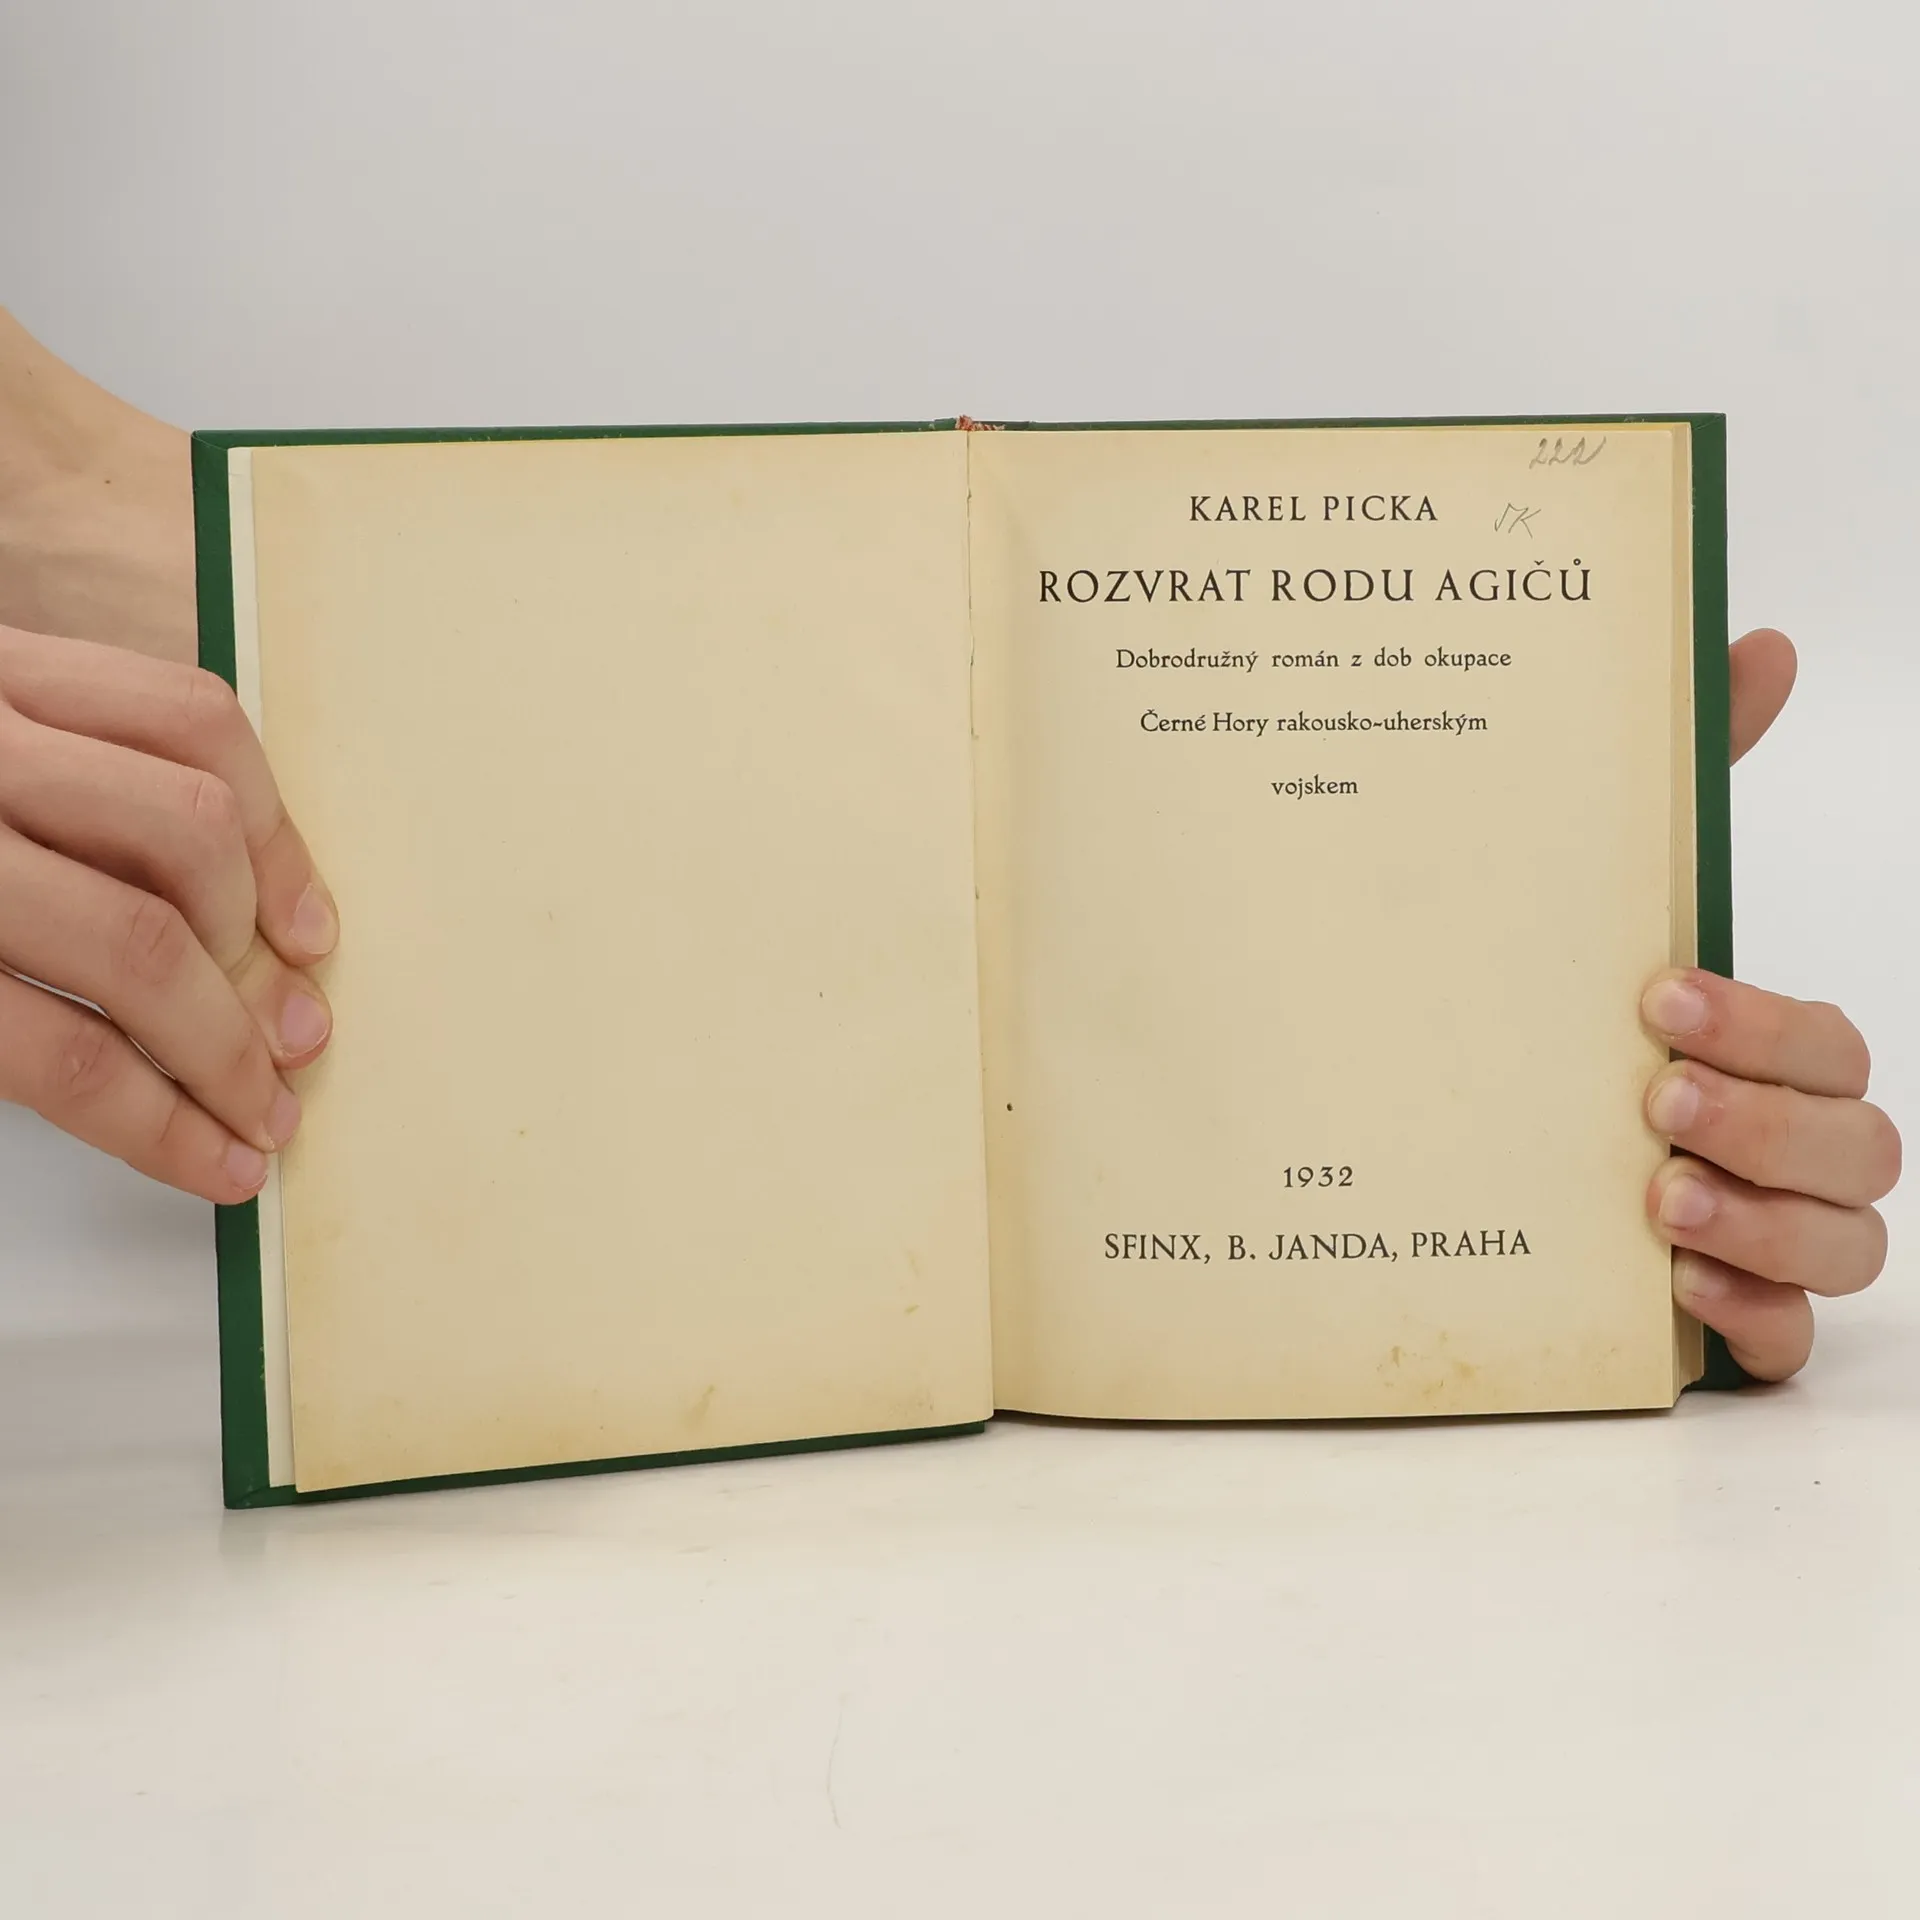 222
KAREL PICKA
ROZVRAT RODU AGIČŮ
Dobrodružný román z dob okupace
Černé Hory rakousko-uherským
vojskem
1932
SFINX, B. JANDA, PRAHA